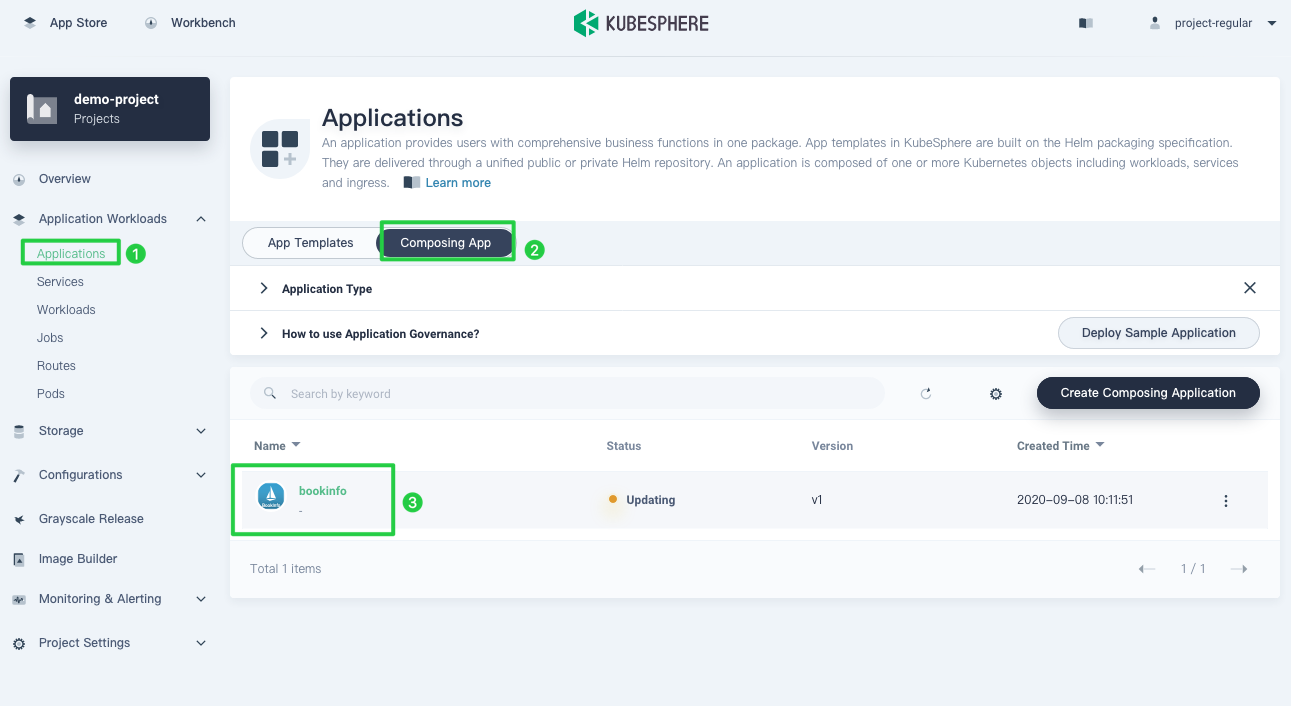 App Store
Workbench
KUBESPHERE
project-regular
demo-project
Projects
Overview
Application Workloads
Applications
1
Services
Workloads
Jobs
Routes
Pods
Storage
Configurations
Grayscale Release
Image Builder
Monitoring & Alerting
Project Settings
Applications
An application provides users with comprehensive business functions in one package. App templates in KubeSphere are built on the Helm packaging specification.
They are delivered through a unified public or private Helm repository. An application is composed of one or more Kubernetes objects including workloads, services
and ingress. Learn more
App Templates
Composing App
2
Application Type
How to use Application Governance?
Deploy Sample Application
Search by keyword
Create Composing Application
Name Status Version Created Time
Bookinfo
bookinfo
-
3
Updating
v1
2020-09-08 10:11:51
Total 1 items
1 / 1